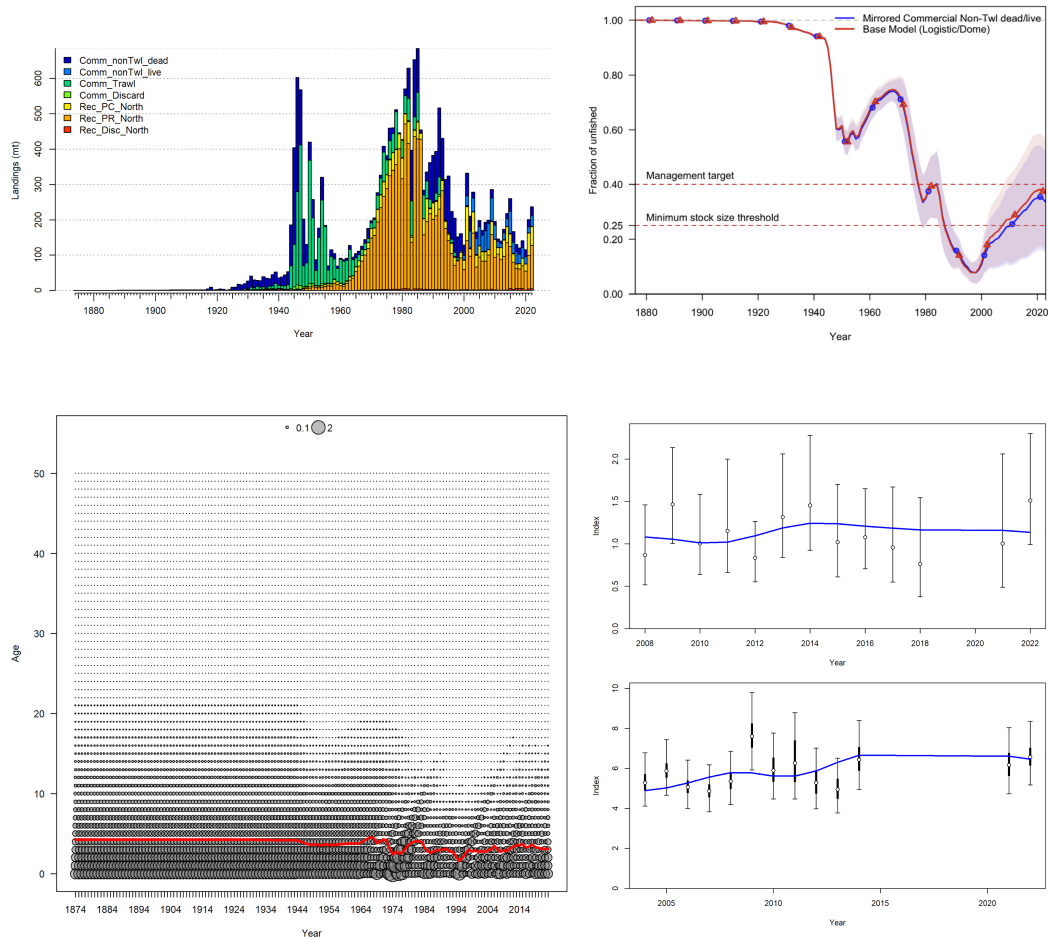 Comm_nonTwl_dead
Comm_nonTwl_live
Comm_Trawl
Comm_Discard
Rec_PC_North
Rec_PR_North
Rec_Disc_North
Landings (mt)
600
500
400
300
200
100
0
1880 1900 1920 1940 1960 1980 2000 2020
Year
Mirrored Commercial Non-Twl dead/live
Base Model (Logistic/Dome)
Fraction of unfished
1.00
0.80
0.60
0.40
0.25
0.20
0.00
Management target
Minimum stock size threshold
1880 1900 1920 1940 1960 1980 2000 2020
Year
0.1 2
Age
50
40
30
20
10
0
1874 1884 1894 1904 1914 1924 1934 1944 1954 1964 1974 1984 1994 2004 2014
Year
Index
2.0
1.5
1.0
0.5
0.0
2008 2010 2012 2014 2016 2018 2020 2022
Year
Index
10
8
6
4
2
0
2005 2010 2015 2020
Year